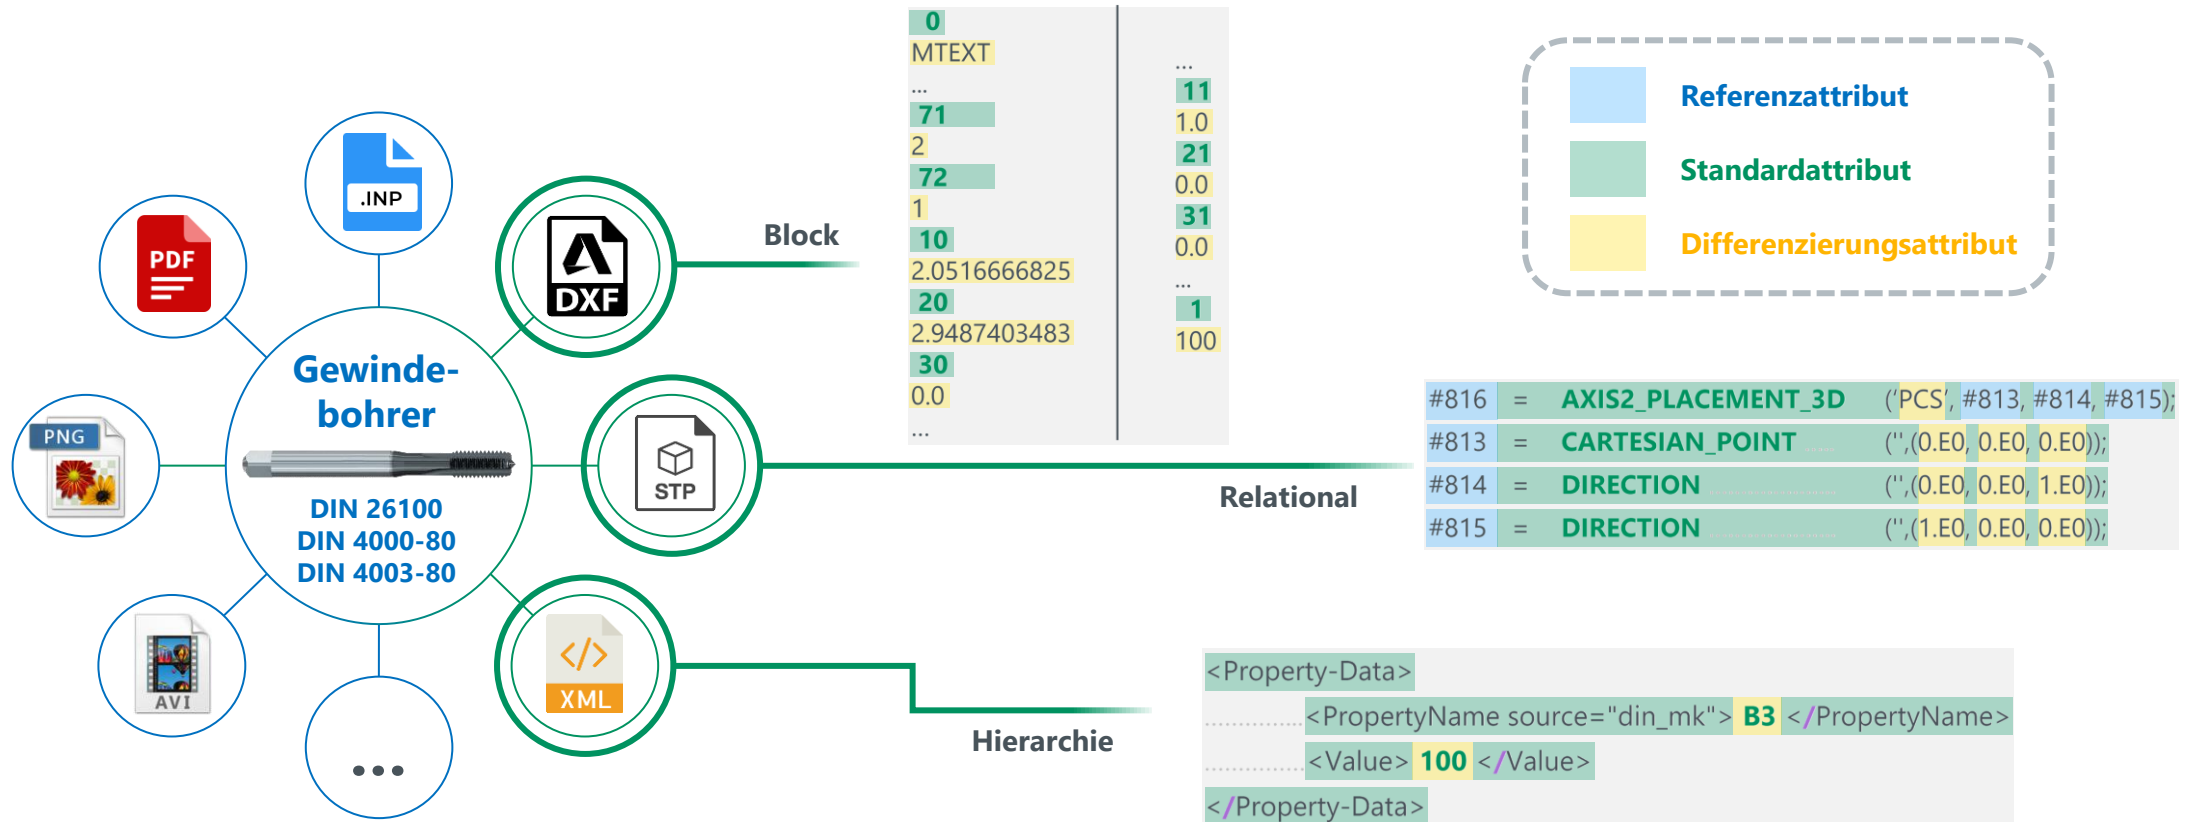 .INP
PDF
DXF
PNG
Gewinde-
bohrer
DIN 26100
DIN 4000-80
DIN 4003-80
STP
AVI
XML
...
Block
0
MTEXT
...
71
2
72
1
10
2.0516666825
20
2.9487403483
30
0.0
...
...
11
1.0
21
0.0
31
0.0
...
1
100
Referenzattribut
Standardattribut
Differenzierungsattribut
Relational
#816 = AXIS2_PLACEMENT_3D ('PCS', #813, #814, #815);
#813 = CARTESIAN_POINT ('',(0.E0, 0.E0, 0.E0));
#814 = DIRECTION ('',(0.E0, 0.E0, 1.E0));
#815 = DIRECTION ('',(1.E0, 0.E0, 0.E0));
Hierarchie
<Property-Data>
<PropertyName source="din_mk"> B3 </PropertyName>
<Value> 100 </Value>
</Property-Data>